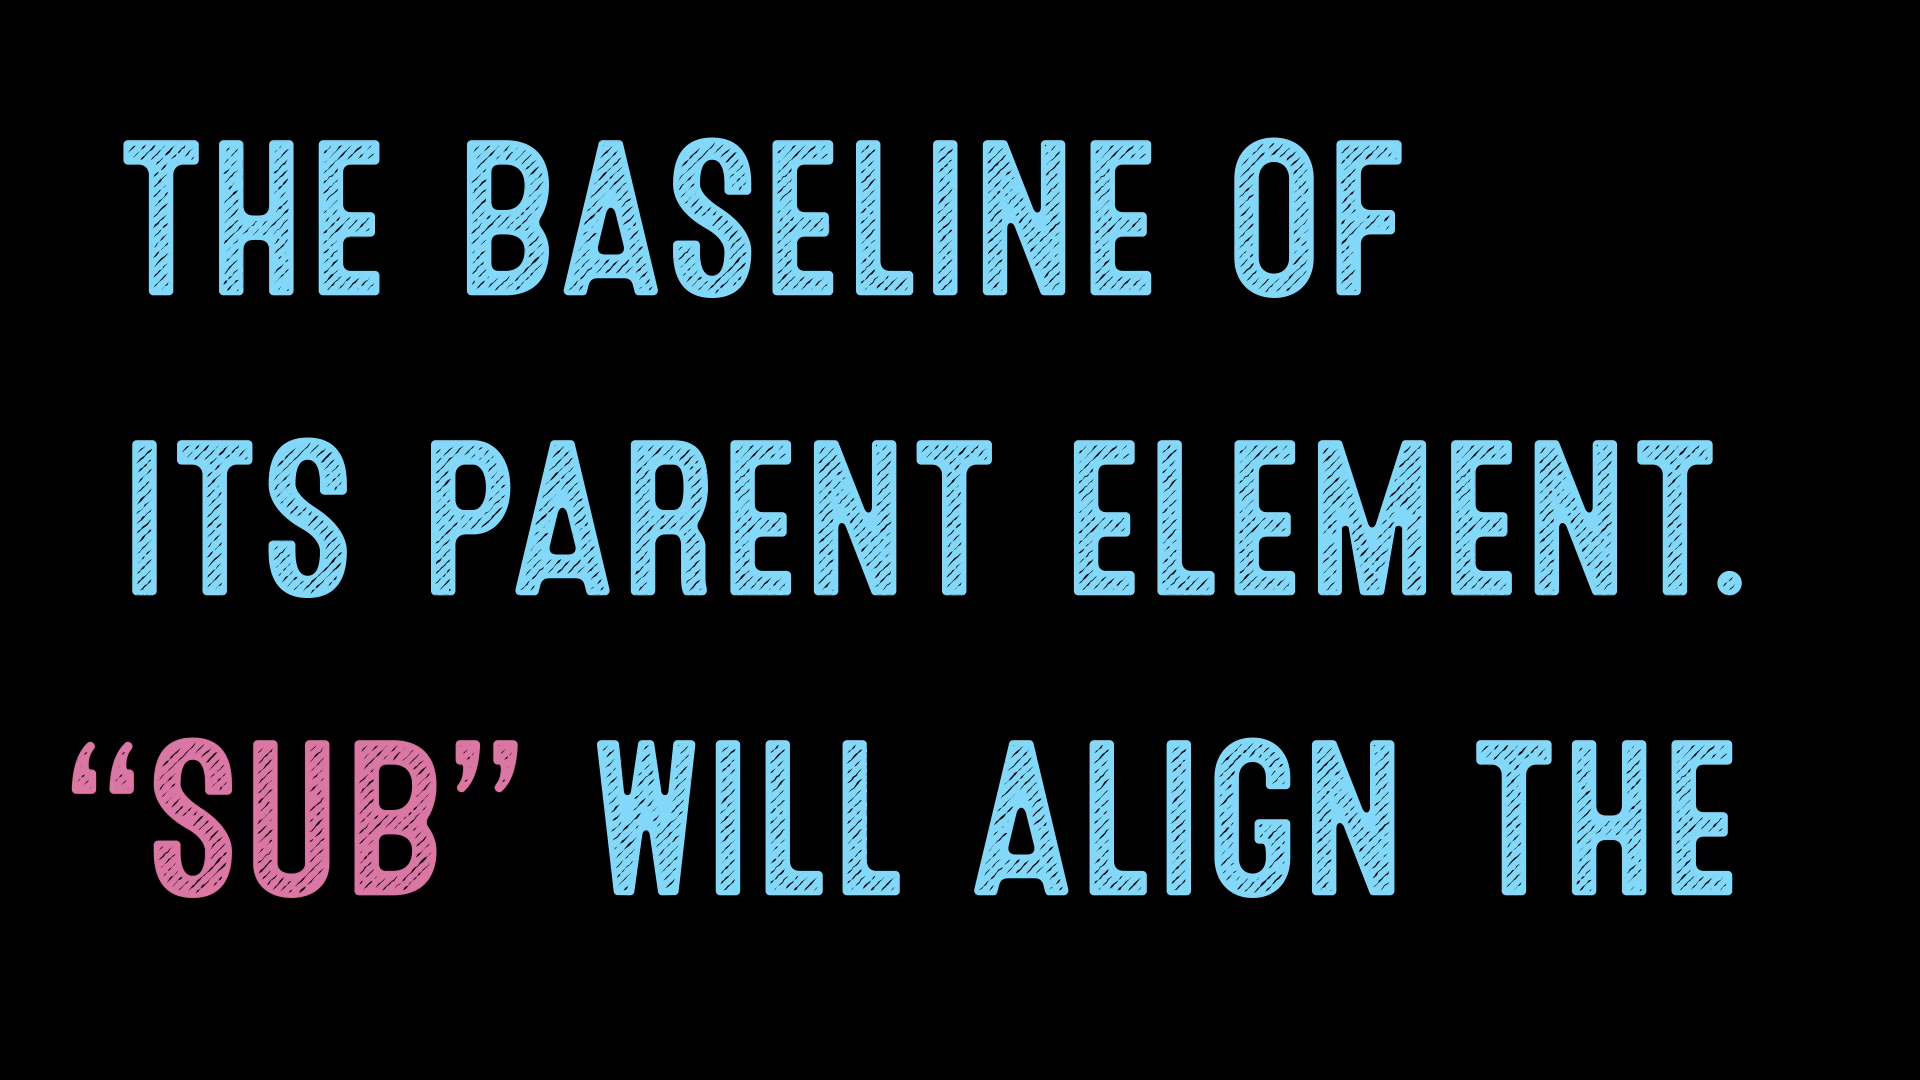 THE BASELINE OF
ITS PARENT ELEMENT.
“SUB” WILL ALIGN THE